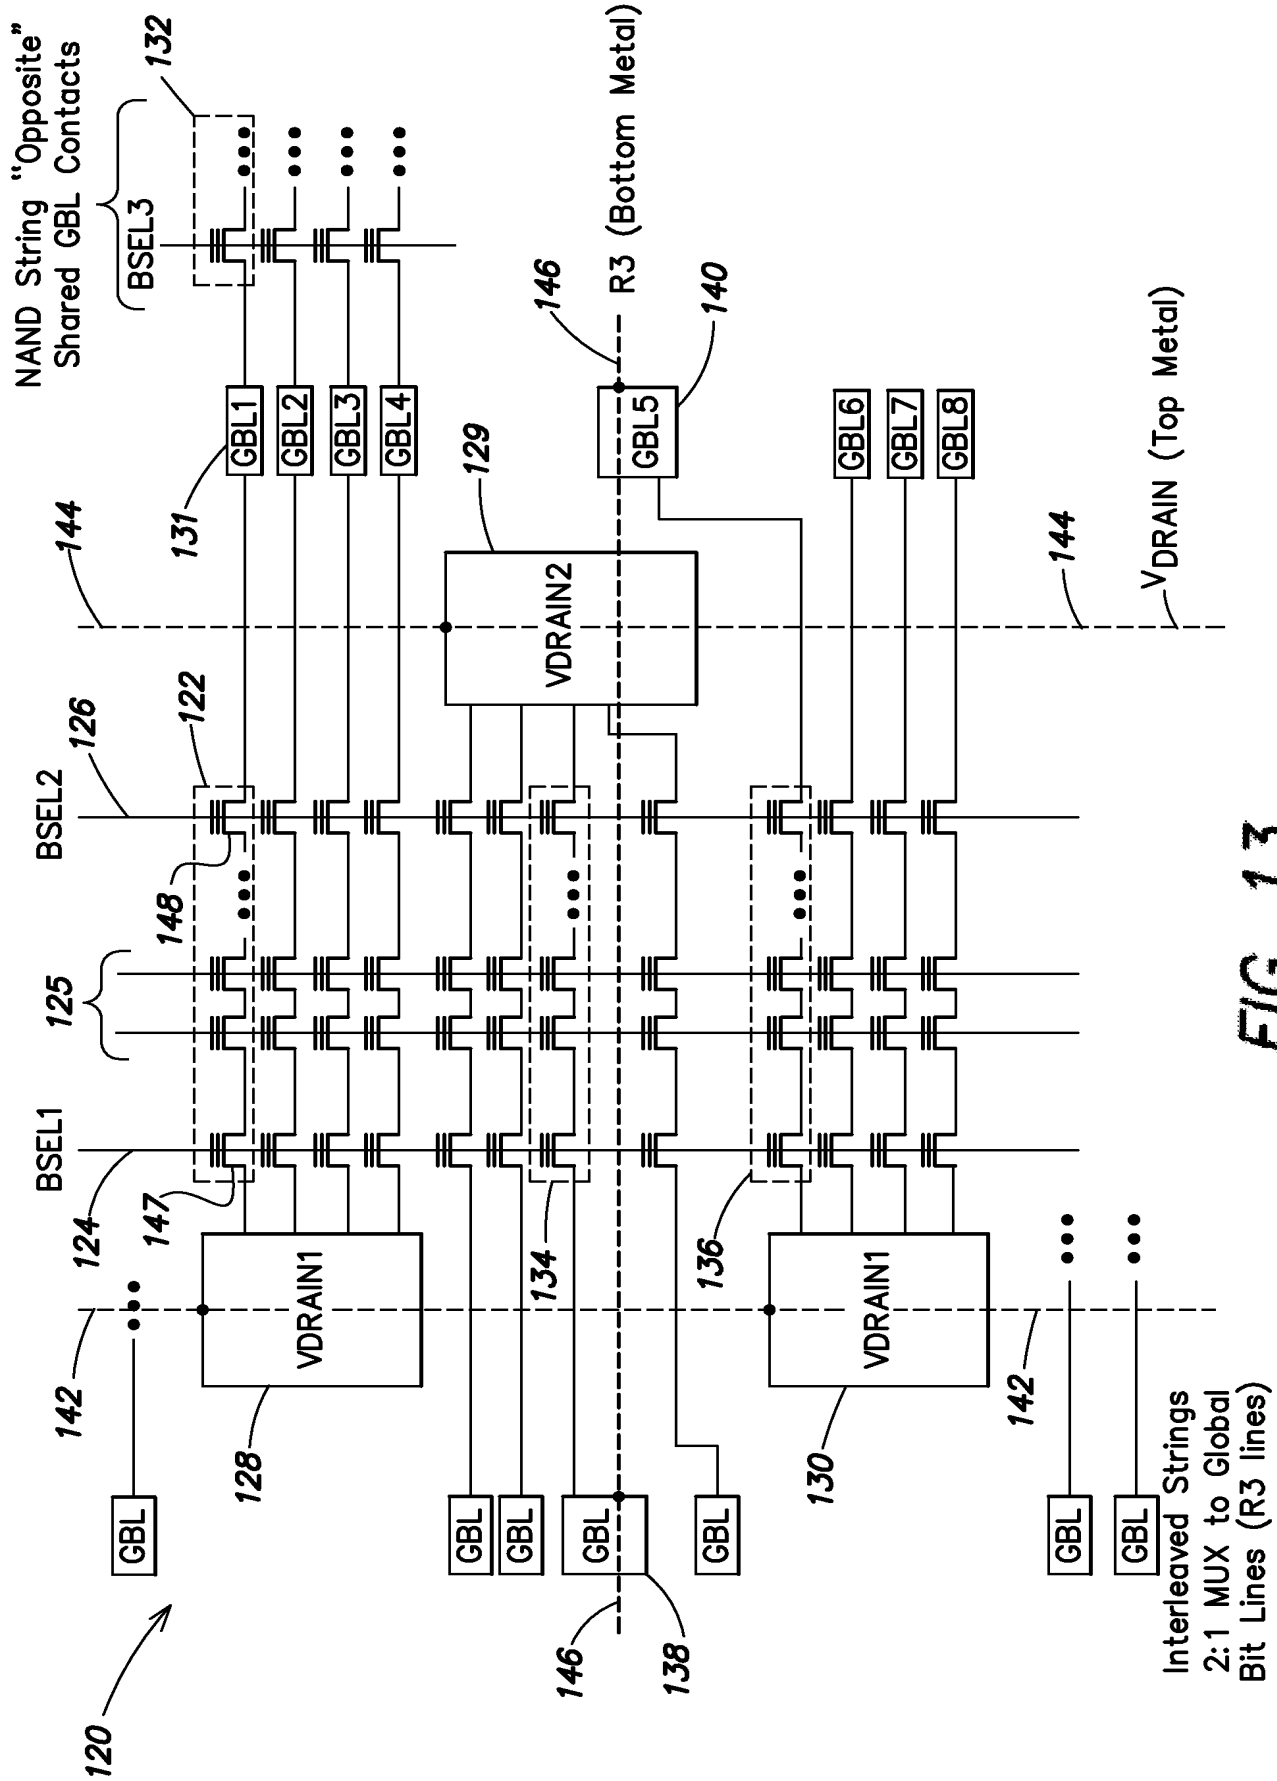 NAND String "Opposite"
Shared GBL Contacts
132
BSEL3
GBL1
GBL2
GBL3
GBL4
131
R3 (Bottom Metal)
146
GBL5
140
GBL6
GBL7
GBL8
144
129
VDRAIN2
144
VDRAIN (Top Metal)
BSEL2
126
122
148
125
BSEL1
124
147
134
136
142
VDRAIN1
128
VDRAIN1
130
142
GBL
GBL
GBL
GBL
138
146
GBL
GBL
GBL
Interleaved Strings
2:1 MUX to Global
Bit Lines (R3 lines)
120
FIG. 13